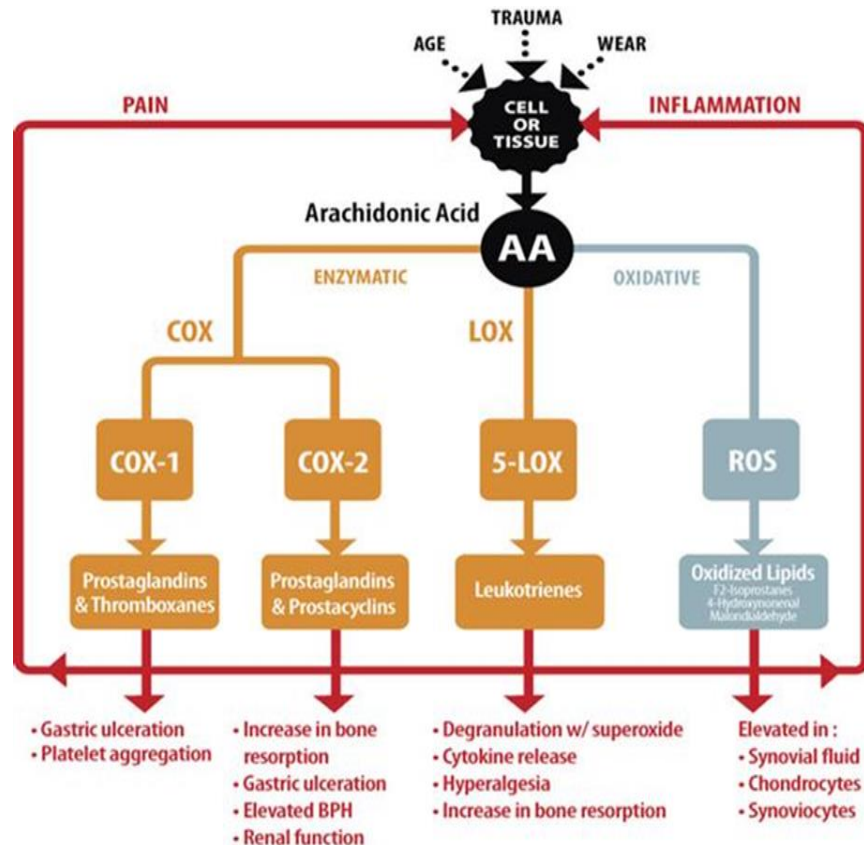 TRAUMA
AGE
WEAR
PAIN
INFLAMMATION
CELL
OR
TISSUE
Arachidonic Acid
AA
ENZYMATIC
OXIDATIVE
COX
LOX
COX-1
COX-2
5-LOX
ROS
Prostaglandins
& Thromboxanes
Prostaglandins
& Prostacyclins
Leukotrienes
Oxidized Lipids
F2-Isoprostanes
4-Hydroxynonenal
Malondialdehyde
• Gastric ulceration
• Platelet aggregation
• Increase in bone
resorption
• Gastric ulceration
• Elevated BPH
• Renal function
• Degranulation w/ superoxide
• Cytokine release
• Hyperalgesia
• Increase in bone resorption
Elevated in :
• Synovial fluid
• Chondrocytes
• Synoviocytes